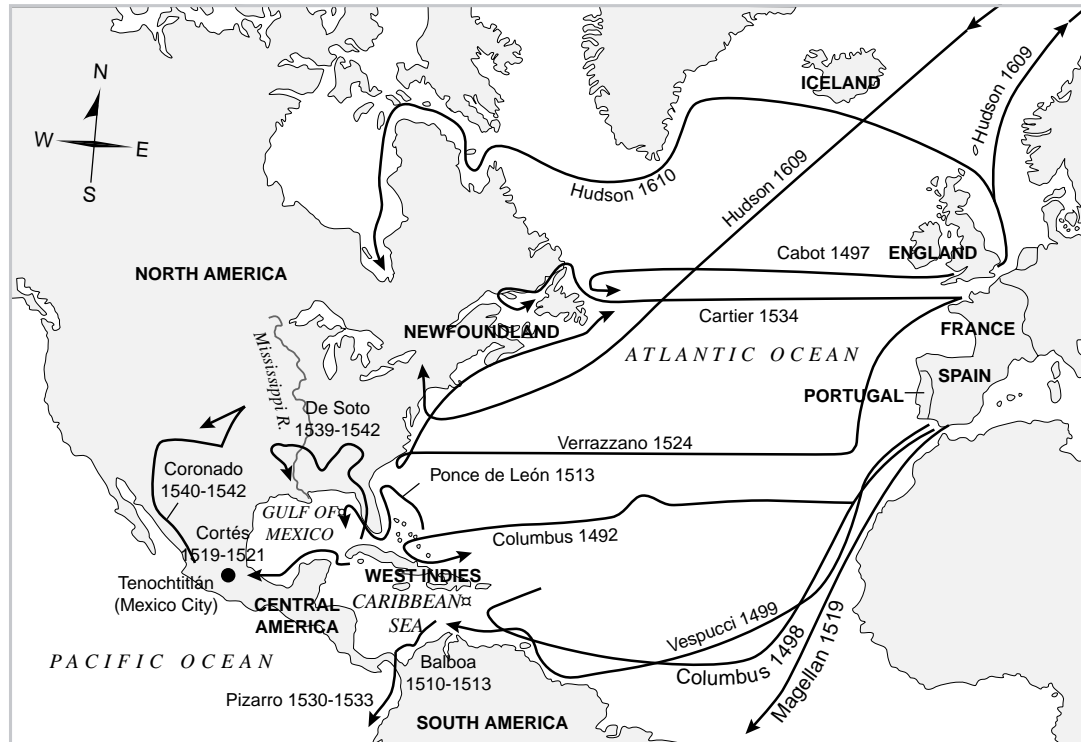 ICELAND
Hudson 1609
N
W
E
S
Hudson 1609
Hudson 1610
Cabot 1497
ENGLAND
NORTH AMERICA
Cartier 1534
NEWFOUNDLAND
FRANCE
ATLANTIC OCEAN
SPAIN
PORTUGAL
Mississippi R.
De Soto
1539-1542
Verrazzano 1524
Coronado
1540-1542
Ponce de León 1513
GULF OF¤
MEXICO
Columbus 1492
Cortés
1519-1521
Tenochtitlán
(Mexico City)
WEST INDIES
CENTRAL
AMERICA
CARIBBEAN¤
SEA
Vespucci 1499
Columbus 1498
Magellan 1519
PACIFIC OCEAN
Balboa
1510-1513
Pizarro 1530-1533
SOUTH AMERICA